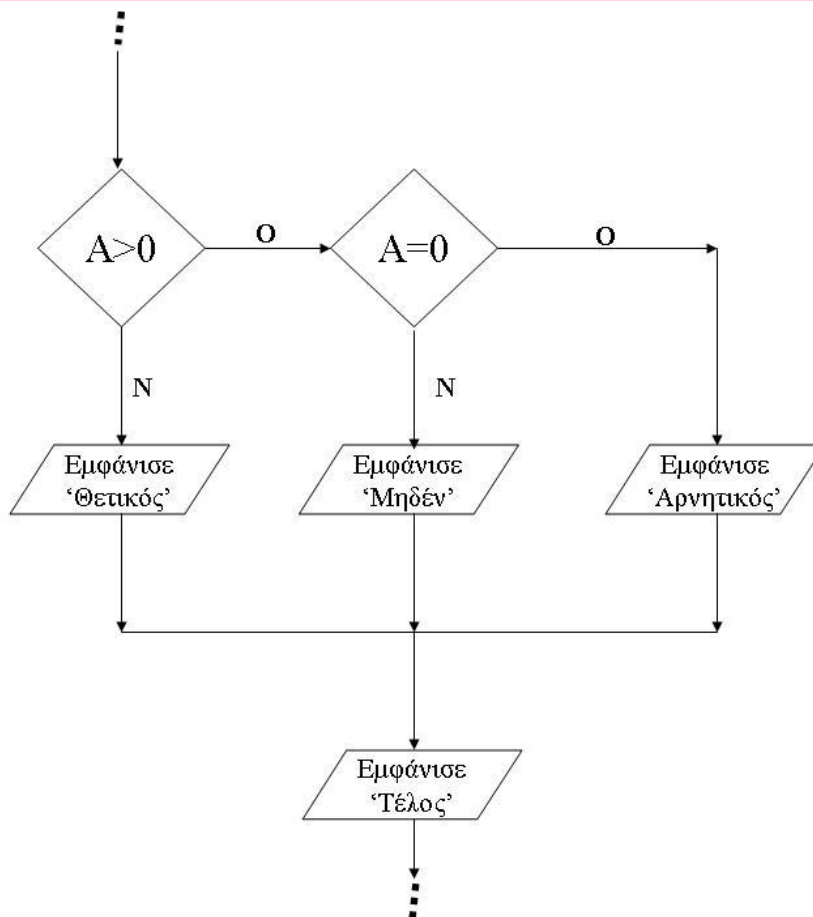 Α>0
Ο
Α=0
Ο
Ν
Ν
Εμφάνισε
‘Θετικός’
Εμφάνισε
‘Μηδέν’
Εμφάνισε
‘Αρνητικός’
Εμφάνισε
‘Τέλος’